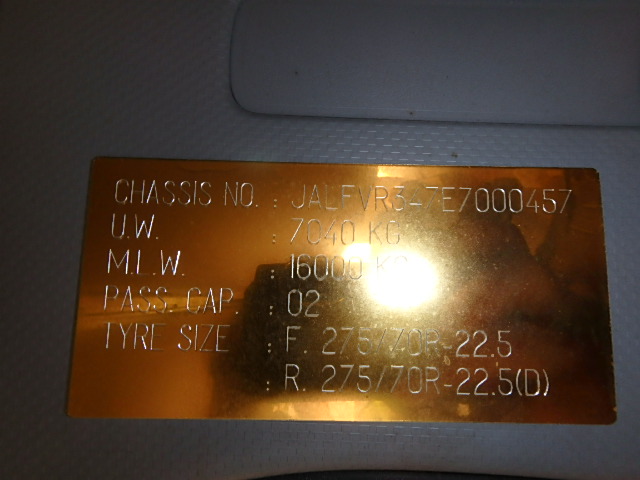 CHASSIS NO. : JALFVR347E7000457
U.W. : 7040 KG
M.L.W. : 16000 KG
PASS. CAP. : 02
TYRE SIZE : F. 275/70R-22.5
: R. 275/70R-22.5(D)